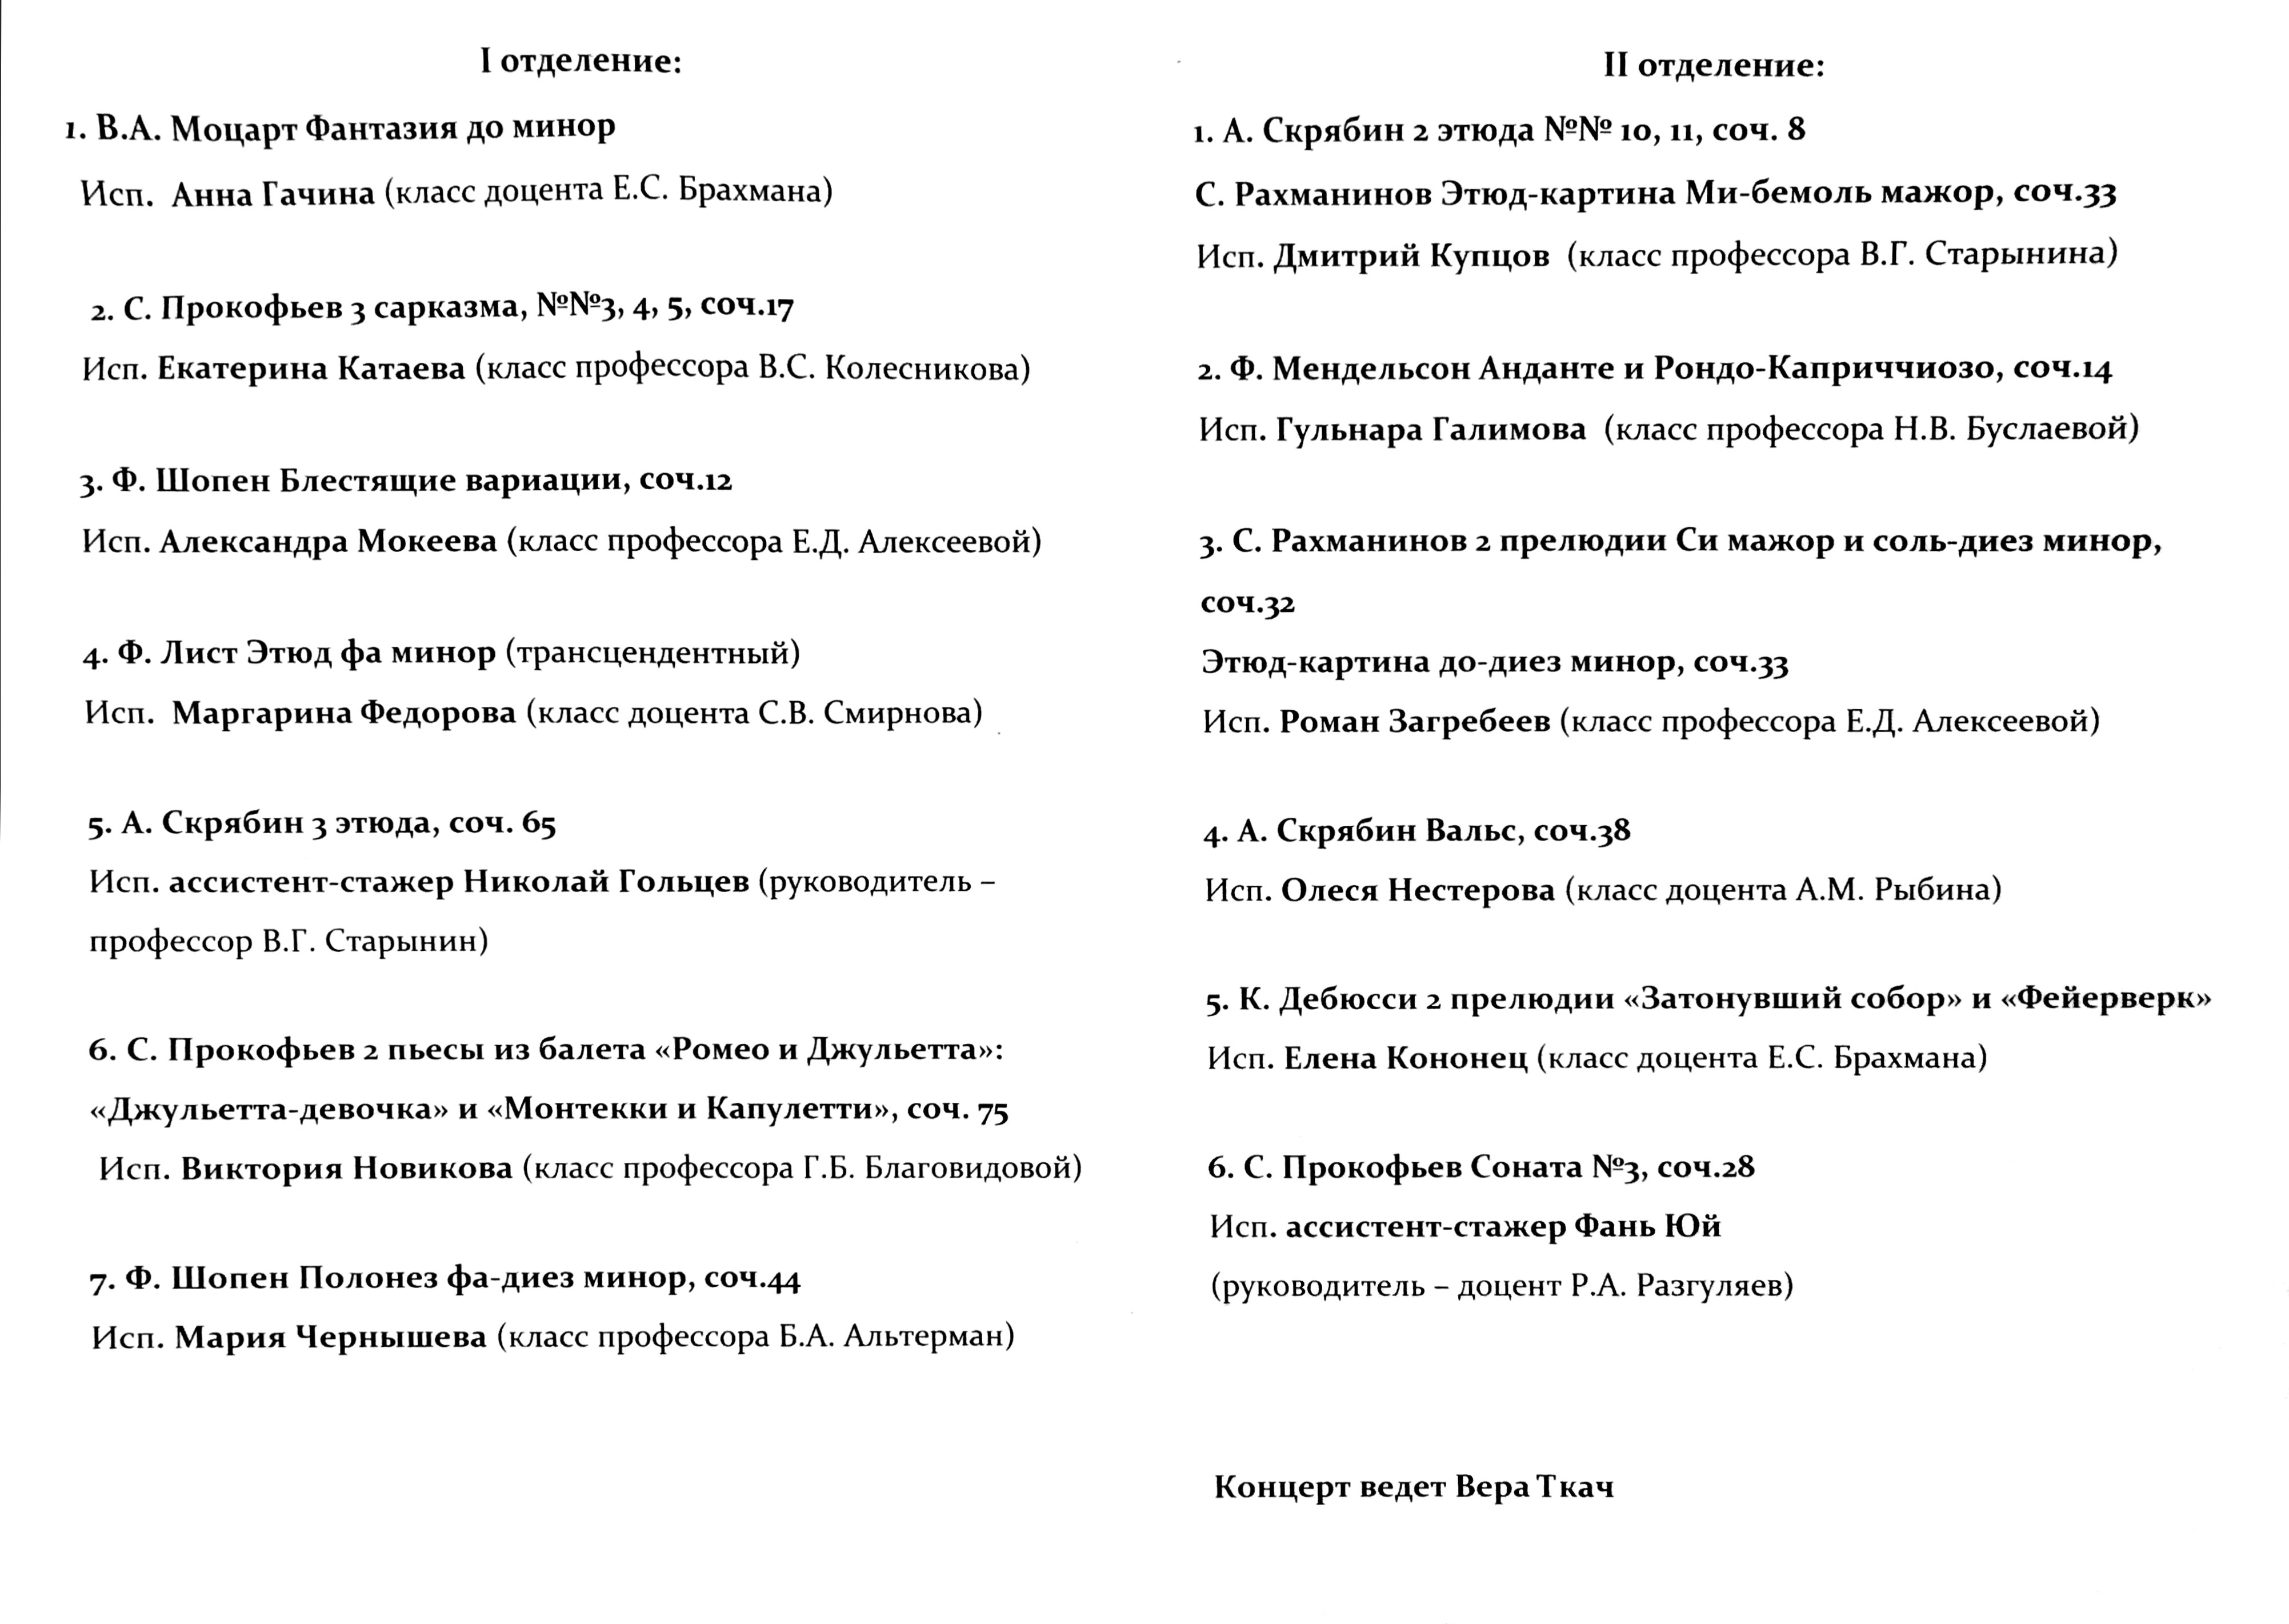 I отделение:
1. В.А. Моцарт Фантазия до минор
Исп. Анна Гачина (класс доцента Е.С. Брахмана)
2. С. Прокофьев 3 сарказма, №№3, 4, 5, соч.17
Исп. Екатерина Катаева (класс профессора В.С. Колесникова)
3. Ф. Шопен Блестящие вариации, соч.12
Исп. Александра Мокеева (класс профессора Е.Д. Алексеевой)
4. Ф. Лист Этюд фа минор (трансцендентный)
Исп. Маргарина Федорова (класс доцента С.В. Смирнова)
5. А. Скрябин 3 этюда, соч. 65
Исп. ассистент-стажер Николай Гольцев (руководитель –
профессор В.Г. Старынин)
6. С. Прокофьев 2 пьесы из балета «Ромео и Джульетта»:
«Джульетта-девочка» и «Монтекки и Капулетти», соч. 75
Исп. Виктория Новикова (класс профессора Г.Б. Благовидовой)
7. Ф. Шопен Полонез фа-диез минор, соч.44
Исп. Мария Чернышева (класс профессора Б.А. Альтерман)
II отделение:
1. А. Скрябин 2 этюда №№ 10, 11, соч. 8
С. Рахманинов Этюд-картина Ми-бемоль мажор, соч.33
Исп. Дмитрий Купцов (класс профессора В.Г. Старынина)
2. Ф. Мендельсон Анданте и Рондо-Каприччиозо, соч.14
Исп. Гульнара Галимова (класс профессора Н.В. Буслаевой)
3. С. Рахманинов 2 прелюдии Си мажор и соль-диез минор,
соч.32
Этюд-картина до-диез минор, соч.33
Исп. Роман Загребеев (класс профессора Е.Д. Алексеевой)
4. А. Скрябин Вальс, соч.38
Исп. Олеся Нестерова (класс доцента А.М. Рыбина)
5. К. Дебюсси 2 прелюдии «Затонувший собор» и «Фейерверк»
Исп. Елена Кононец (класс доцента Е.С. Брахмана)
6. С. Прокофьев Соната №3, соч.28
Исп. ассистент-стажер Фань Юй
(руководитель – доцент Р.А. Разгуляев)
Концерт ведет Вера Ткач